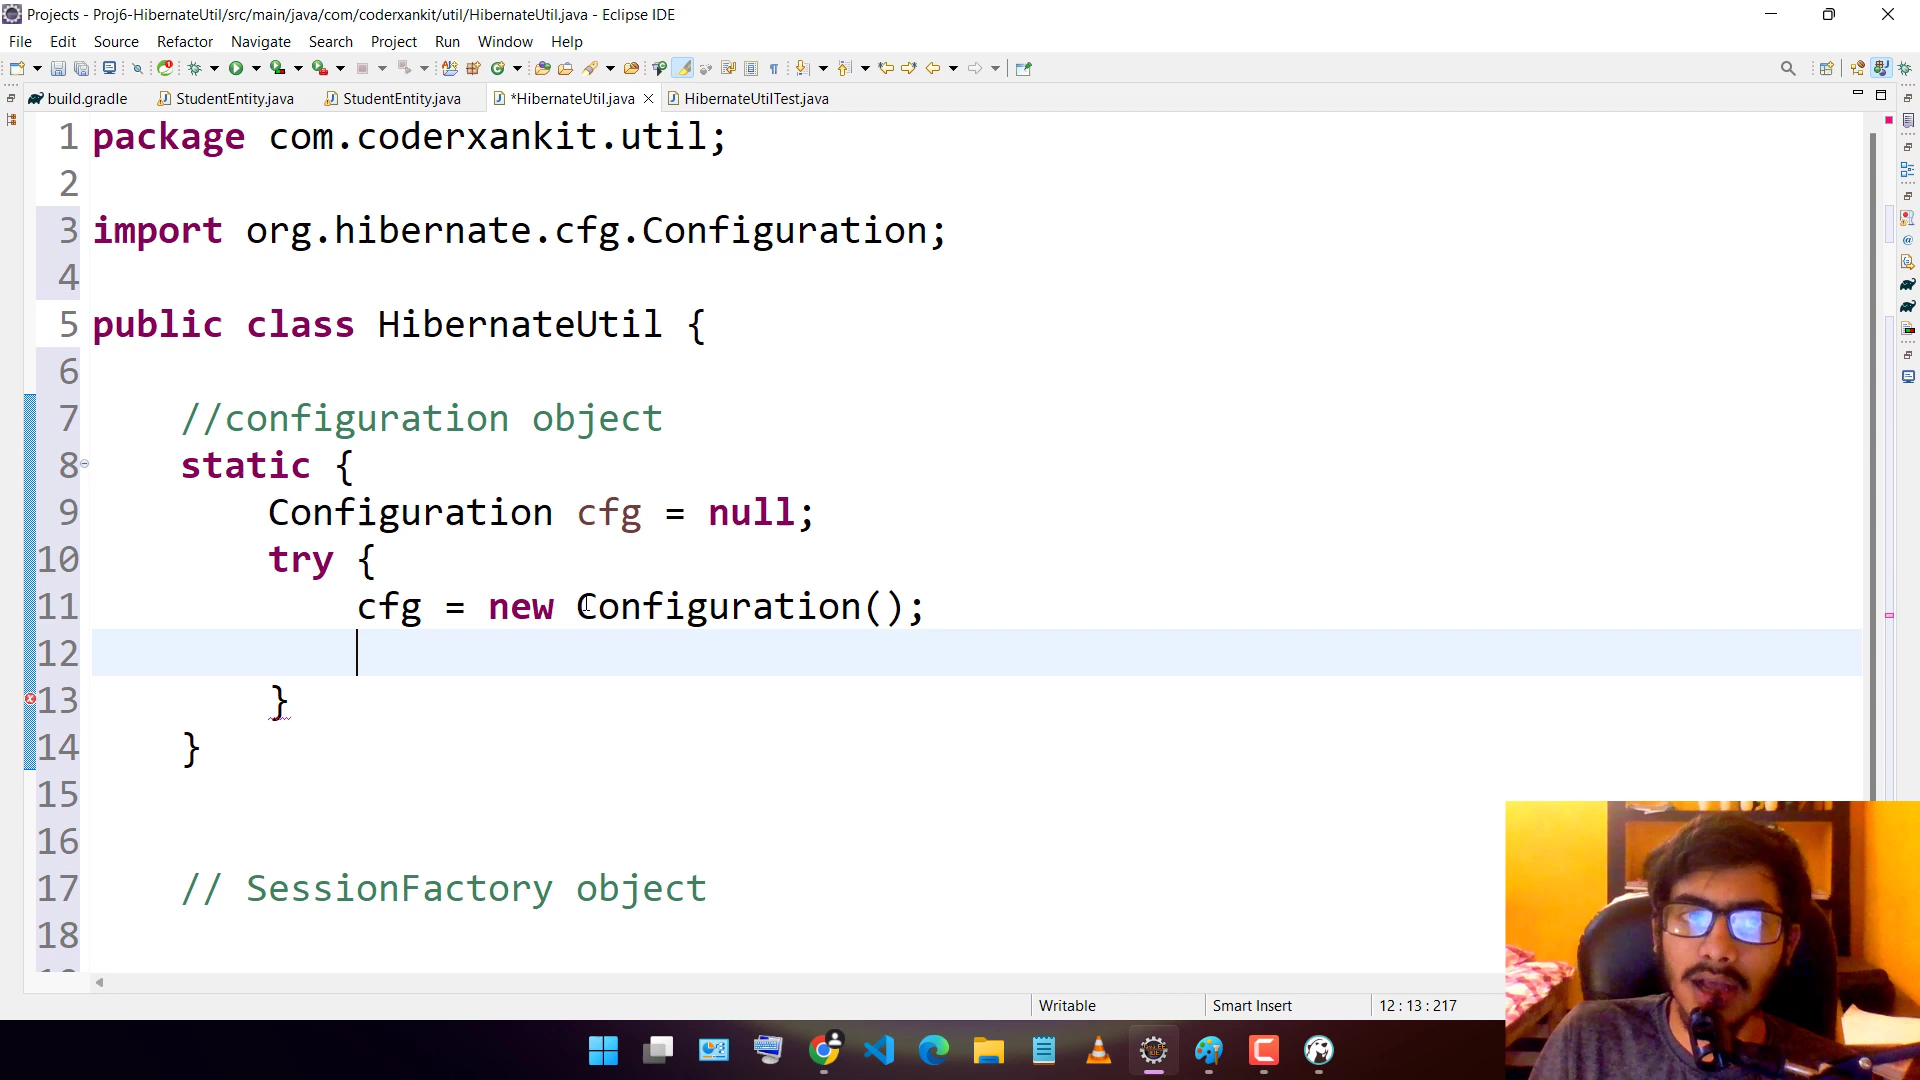 Projects - Proj6-HibernateUtil/src/main/java/com/coderxankit/util/HibernateUtil.java - Eclipse IDE
File Edit Source Refactor Navigate Search Project Run Window Help
build.gradle StudentEntity.java StudentEntity.java *HibernateUtil.java HibernateUtilTest.java
1 package com.coderxankit.util;
2
3 import org.hibernate.cfg.Configuration;
4
5 public class HibernateUtil {
6
7 //configuration object
8 static {
9 Configuration cfg = null;
10 try {
11 cfg = new Configuration();
12
13 }
14 }
15
16
17 // SessionFactory object
18
Writable Smart Insert 12 : 13 : 217